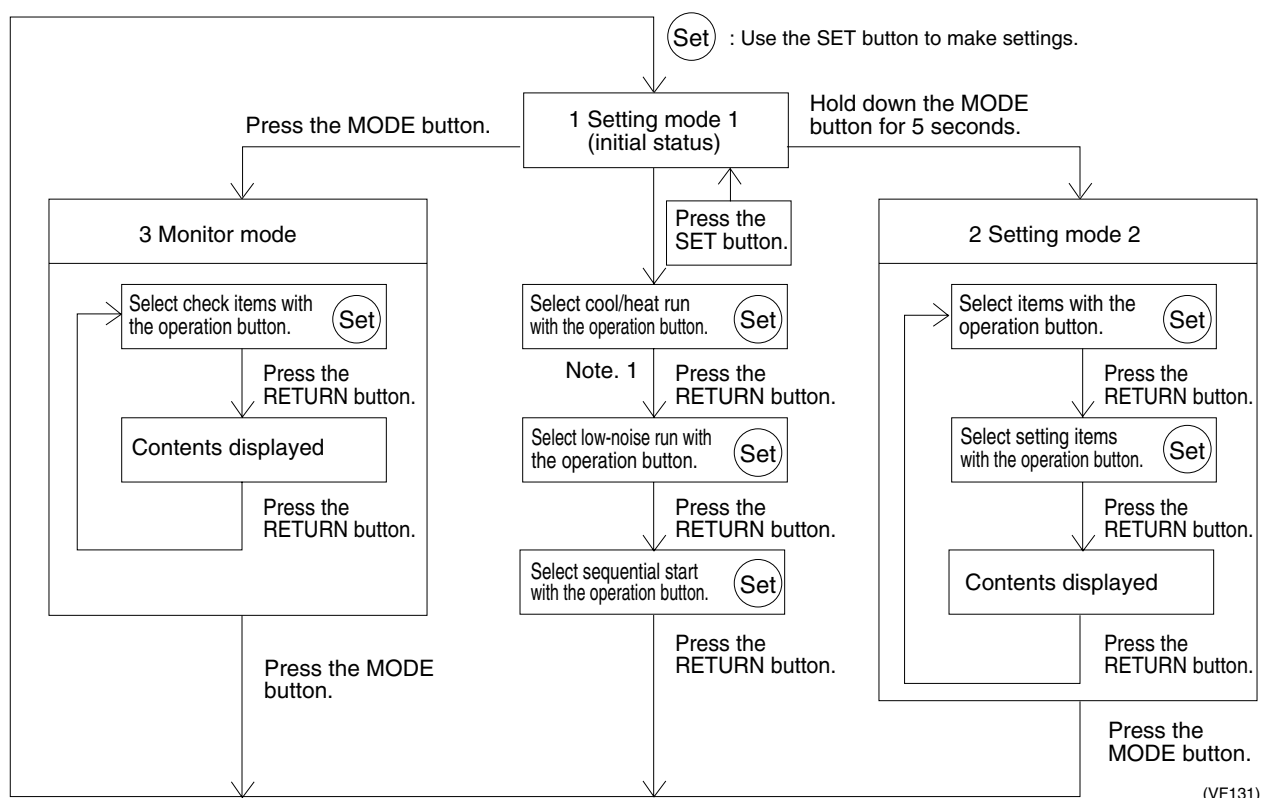 Set : Use the SET button to make settings.
Press the MODE button.
1 Setting mode 1
(initial status)
Hold down the MODE
button for 5 seconds.
Press the
SET button.
3 Monitor mode
Select check items with
the operation button.
Set
Press the
RETURN button.
Contents displayed
Press the
RETURN button.
Press the MODE
button.
Select cool/heat run
with the operation button.
Set
Note. 1
Press the
RETURN button.
Select low-noise run with
the operation button.
Set
Press the
RETURN button.
Select sequential start
with the operation button.
Set
Press the
RETURN button.
2 Setting mode 2
Select items with the
operation button.
Set
Press the
RETURN button.
Select setting items
with the operation button.
Set
Press the
RETURN button.
Contents displayed
Press the
RETURN button.
Press the
MODE button.
(VF131)